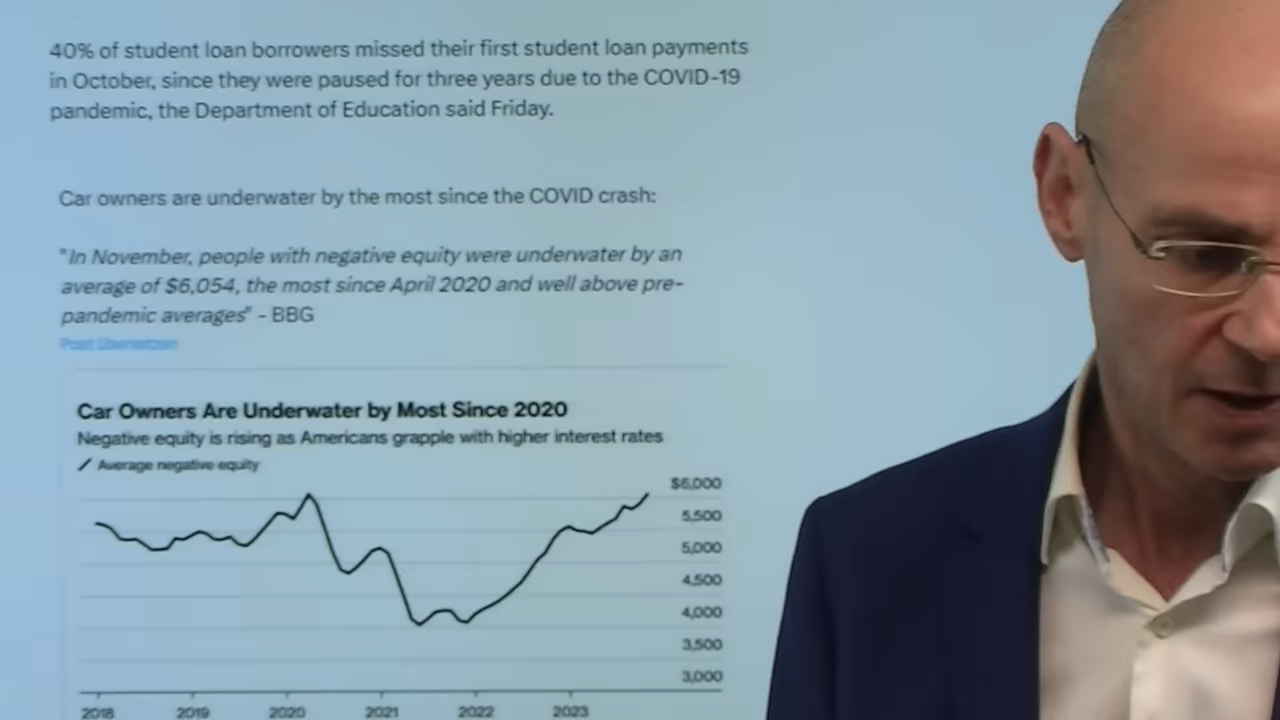 40% of student loan borrowers missed their first student loan payments
in October, since they were paused for three years due to the COVID-19
pandemic, the Department of Education said Friday.
Car owners are underwater by the most since the COVID crash:
"In November, people with negative equity were underwater by an
average of $6,054, the most since April 2020 and well above pre-
pandemic averages" - BBG
Post übersetzen
Car Owners Are Underwater by Most Since 2020
Negative equity is rising as Americans grapple with higher interest rates
Average negative equity
$6,000
5,500
5,000
4,500
4,000
3,500
3,000
2018 2019 2020 2021 2022 2023